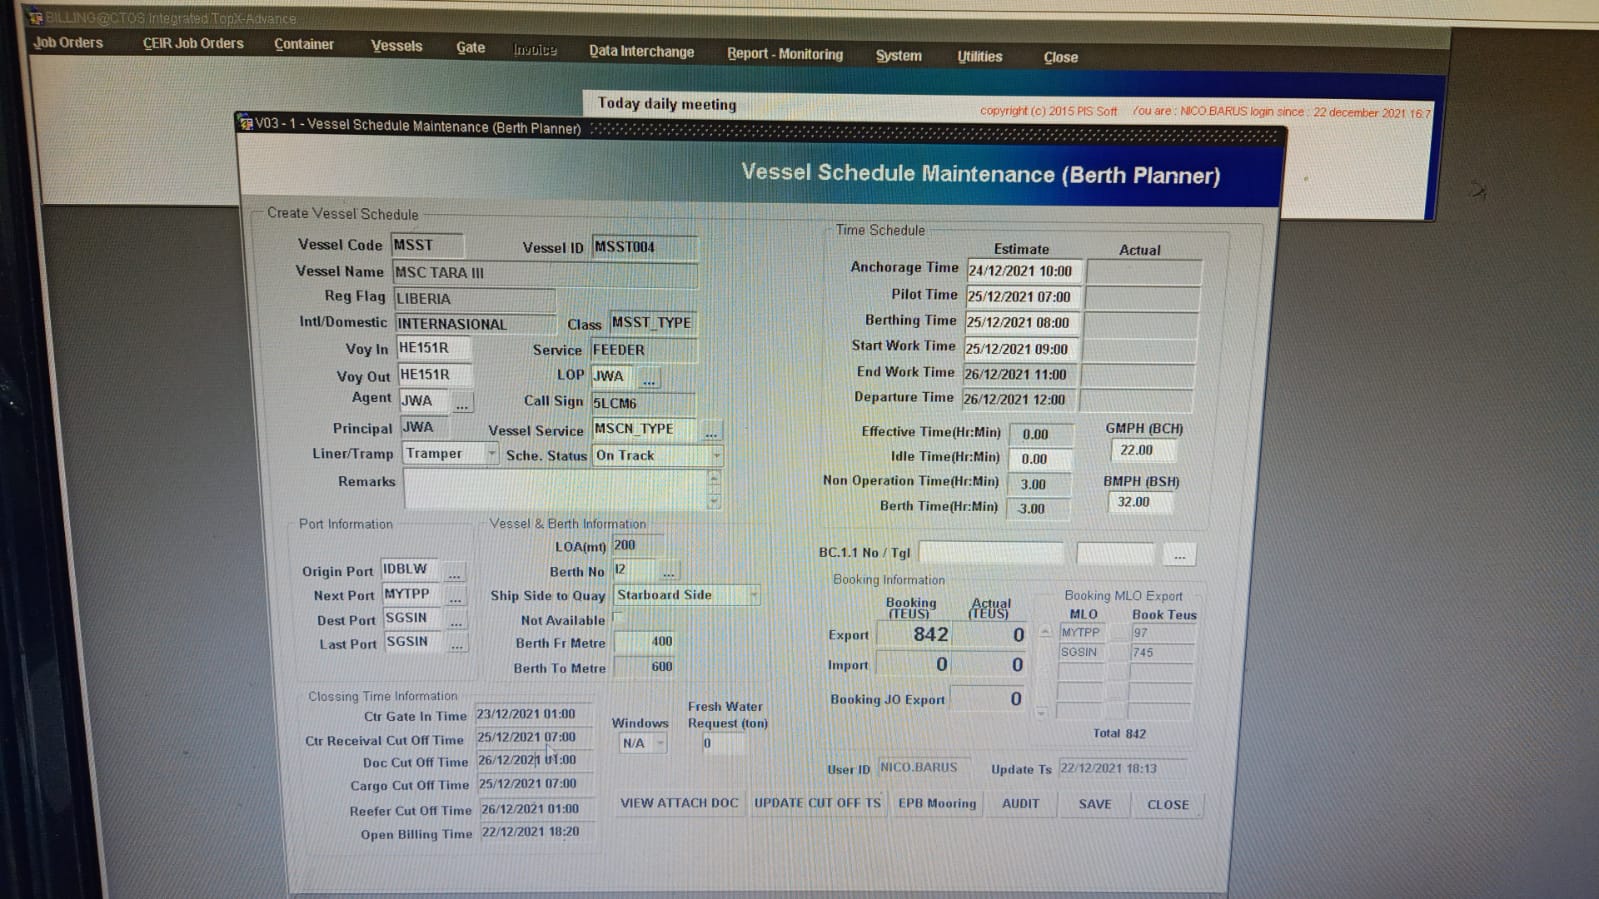 BILLING@CTOS Integrated TopX-Advance
Job Orders CEIR Job Orders Container Vessels Gate Invoice Data Interchange Report - Monitoring System Utilities Close
Today daily meeting
copyright (c) 2015 PIS Soft You are : NICO.BARUS login since : 22 december 2021 16:7
V03 - 1 - Vessel Schedule Maintenance (Berth Planner)
Vessel Schedule Maintenance (Berth Planner)
Create Vessel Schedule
Vessel Code MSST Vessel ID MSST004
Vessel Name MSC TARA III
Reg Flag LIBERIA
Intl/Domestic INTERNASIONAL Class MSST_TYPE
Voy In HE151R Service FEEDER
Voy Out HE151R LOP JWA ...
Agent JWA ... Call Sign 5LCM6
Principal JWA Vessel Service MSCN_TYPE ...
Liner/Tramp Tramper Sche. Status On Track
Remarks
Time Schedule
Estimate Actual
Anchorage Time 24/12/2021 10:00
Pilot Time 25/12/2021 07:00
Berthing Time 25/12/2021 08:00
Start Work Time 25/12/2021 09:00
End Work Time 26/12/2021 11:00
Departure Time 26/12/2021 12:00
Effective Time(Hr:Min) 0.00 GMPH (BCH)
Idle Time(Hr:Min) 0.00 22.00
Non Operation Time(Hr:Min) 3.00 BMPH (BSH)
Berth Time(Hr:Min) -3.00 32.00
Port Information
Origin Port IDBLW ...
Next Port MYTPP ...
Dest Port SGSIN ...
Last Port SGSIN ...
Vessel & Berth Information
LOA(mt) 200
Berth No I2 ...
Ship Side to Quay Starboard Side
Not Available
Berth Fr Metre 400
Berth To Metre 600
BC.1.1 No / Tgl ...
Booking Information
Booking (TEUS) Actual (TEUS)
Export 842 0
Import 0 0
Booking JO Export 0
Booking MLO Export
MLO Book Teus
MYTPP 97
SGSIN 745
Total 842
Clossing Time Information
Ctr Gate In Time 23/12/2021 01:00
Ctr Receival Cut Off Time 25/12/2021 07:00
Doc Cut Off Time 26/12/2021 01:00
Cargo Cut Off Time 25/12/2021 07:00
Reefer Cut Off Time 26/12/2021 01:00
Open Billing Time 22/12/2021 18:20
Windows
N/A
Fresh Water
Request (ton)
0
User ID NICO.BARUS Update Ts 22/12/2021 18:13
VIEW ATTACH DOC UPDATE CUT OFF TS EPB Mooring AUDIT SAVE CLOSE